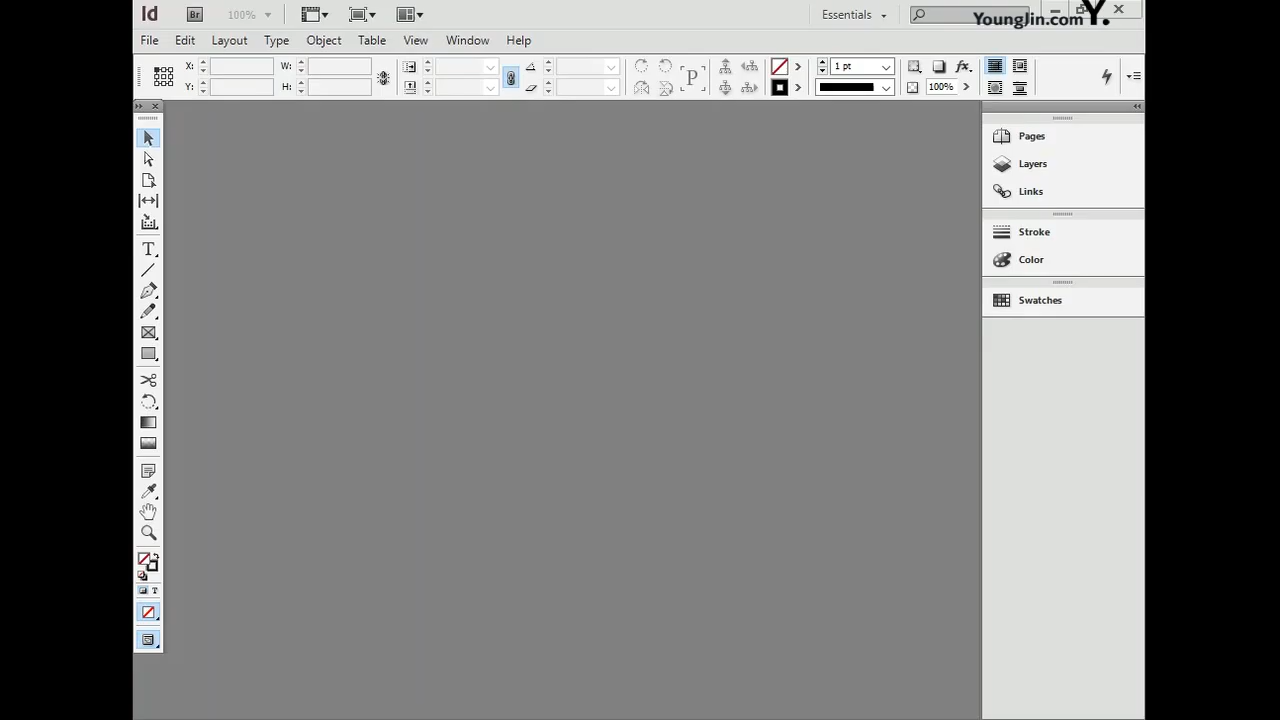 Id Br 100% Essentials YoungJin.com Y.
File Edit Layout Type Object Table View Window Help
X: W: 1 pt fx.
Y: H: P 100%
Pages
Layers
Links
Stroke
Color
Swatches
T
T